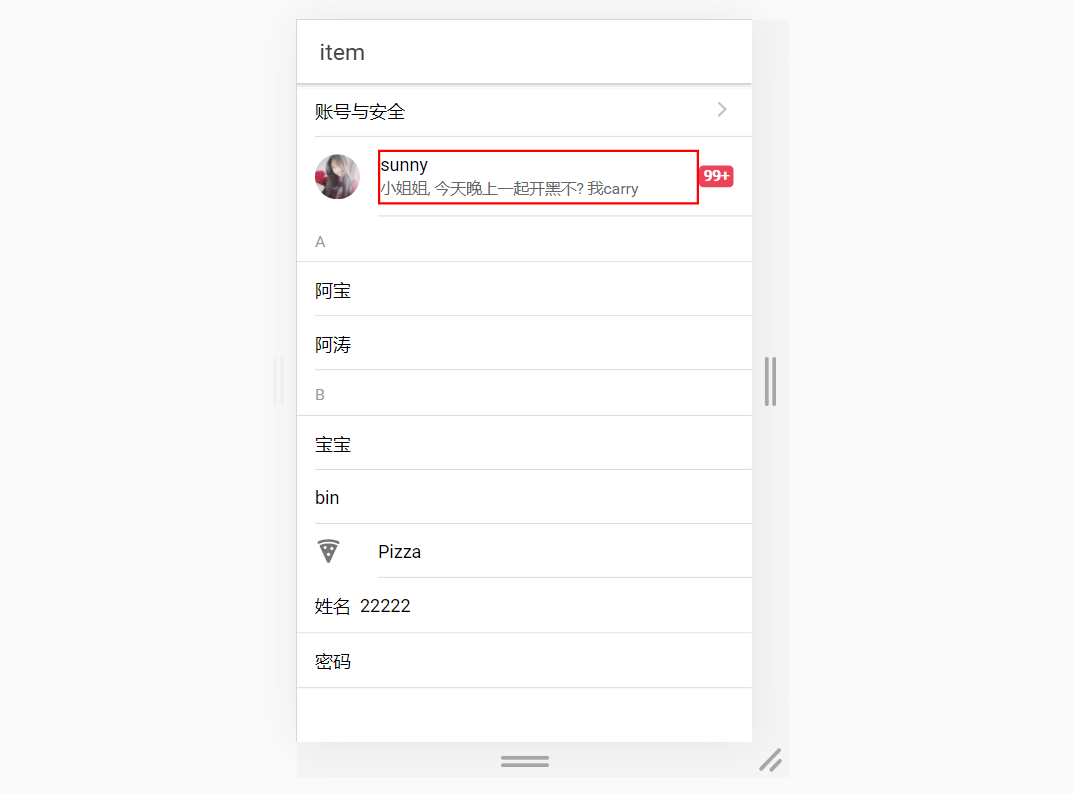 item
账号与安全
sunny
99+
小姐姐, 今天晚上一起开黑不? 我carry
A
阿宝
阿涛
B
宝宝
bin
Pizza
姓名 22222
密码